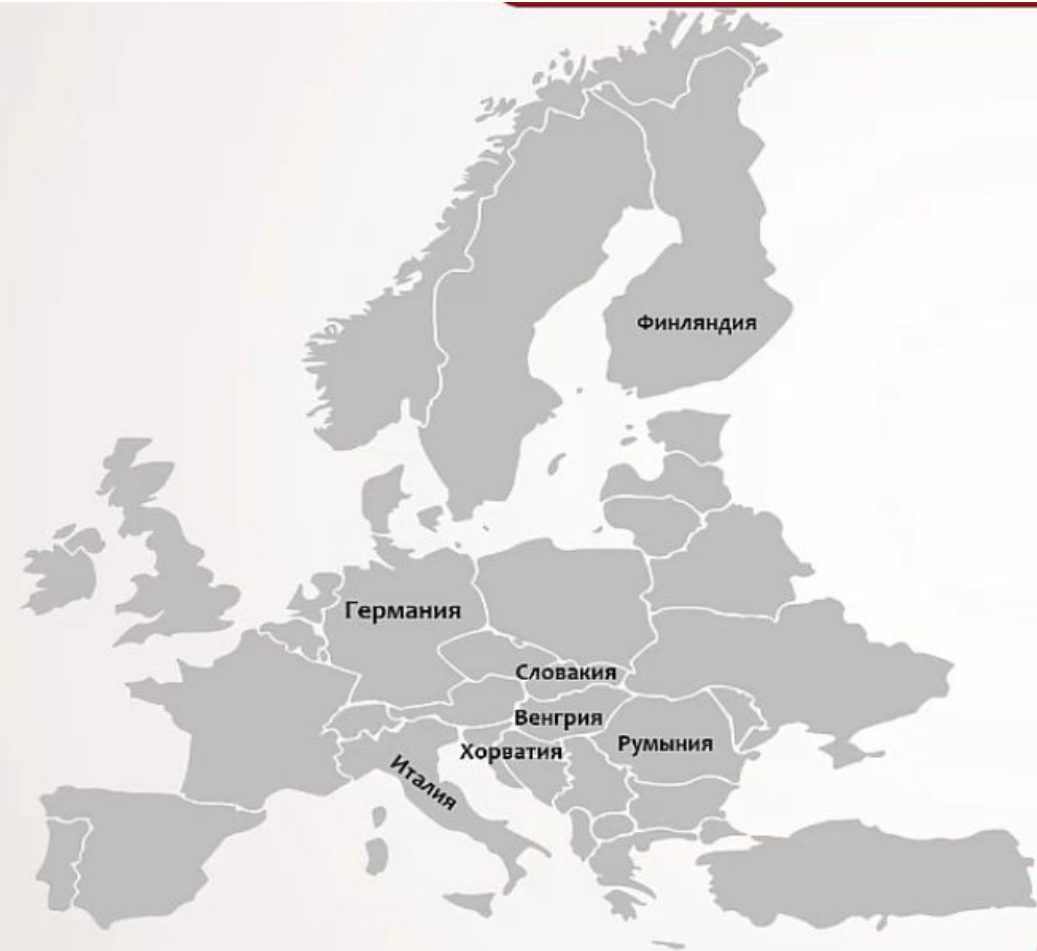 Финляндия
Германия
Словакия
Венгрия
Румыния
Хорватия
Италия